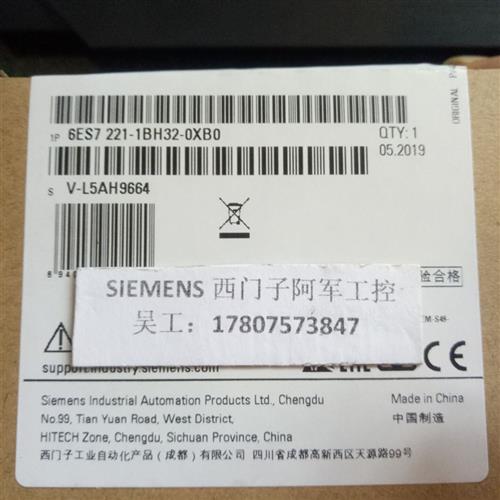 1P 6ES7 221-1BH32-0XB0
QTY: 1
05.2019
S V-L5AH9664
ORIGINAL
SIEMENS 西门子阿军工控
吴工：17807573847
验合格
support.industry.siemens.com
Siemens Industrial Automation Products Ltd., Chengdu
No.99, Tian Yuan Road, West District,
HITECH Zone, Chengdu, Sichuan Province, China
西门子工业自动化产品（成都）有限公司 四川省成都高新西区天源路99号
Made in China
中国制造